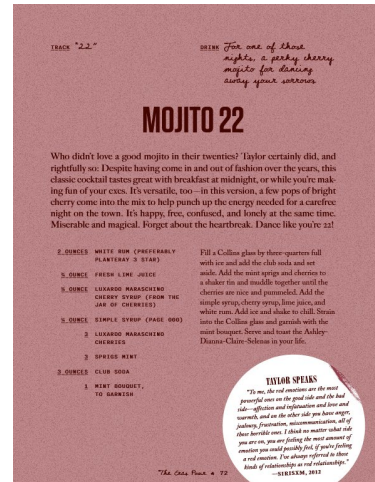 TRACK "22"
DRINK For one of those
nights, a perky cherry
mojito for dancing
away your sorrows
MOJITO 22
Who didn't love a good mojito in their twenties? Taylor certainly did, and
rightfully so: Despite having come in and out of fashion over the years, this
classic cocktail tastes great with breakfast at midnight, or while you're mak-
ing fun of your exes. It's versatile, too—in this version, a few pops of bright
cherry come into the mix to help punch up the energy needed for a carefree
night on the town. It's happy, free, confused, and lonely at the same time.
Miserable and magical. Forget about the heartbreak. Dance like you're 22!
2 OUNCES WHITE RUM (PREFERABLY
PLANTERAY 3 STAR)
OUNCE FRESH LIME JUICE
OUNCE LUXARDO MARASCHINO
CHERRY SYRUP (FROM THE
JAR OF CHERRIES)
OUNCE SIMPLE SYRUP (PAGE 000)
3 LUXARDO MARASCHINO
CHERRIES
3 SPRIGS MINT
3 OUNCES CLUB SODA
1 MINT BOUQUET,
TO GARNISH
Fill a Collins glass by three-quarters full
with ice and add the club soda and set
aside. Add the mint sprigs and cherries to
a shaker tin and muddle together until the
cherries are nice and pummeled. Add the
simple syrup, cherry syrup, lime juice, and
white rum. Add ice and shake to chill. Strain
into the Collins glass and garnish with the
mint bouquet. Serve and toast the Ashley-
Dianna-Claire-Selenas in your life.
TAYLOR SPEAKS
"To me, the red emotions are the most
powerful ones on the good side and the bad
side—affection and infatuation and love and
warmth, and on the other side you have anger,
jealousy, frustration, miscommunication, all of
those horrible ones. I think no matter what side
you are on, you are feeling the most amount of
emotion you could possibly feel, if you're feeling
a red emotion. I've always referred to those
kinds of relationships as red relationships."
—SIRISXM, 2012
The Eras Pour ★ 72